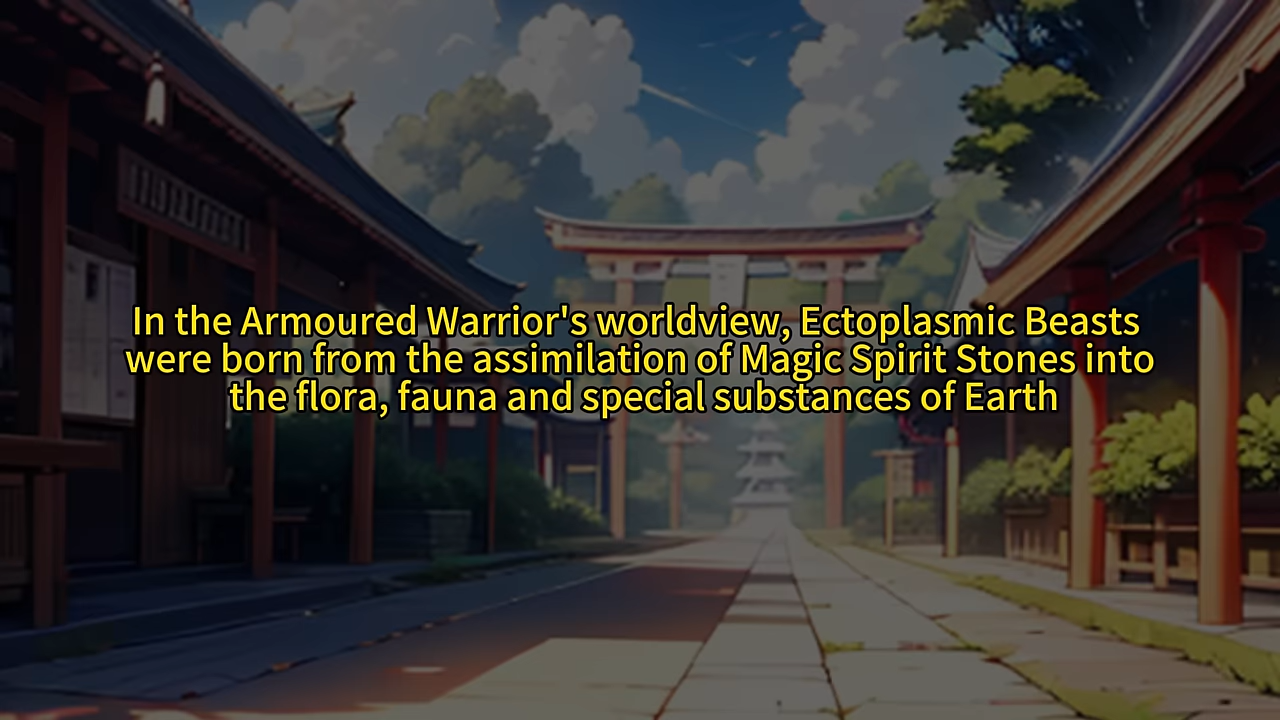 In the Armoured Warrior's worldview, Ectoplasmic Beasts
were born from the assimilation of Magic Spirit Stones into
the flora, fauna and special substances of Earth